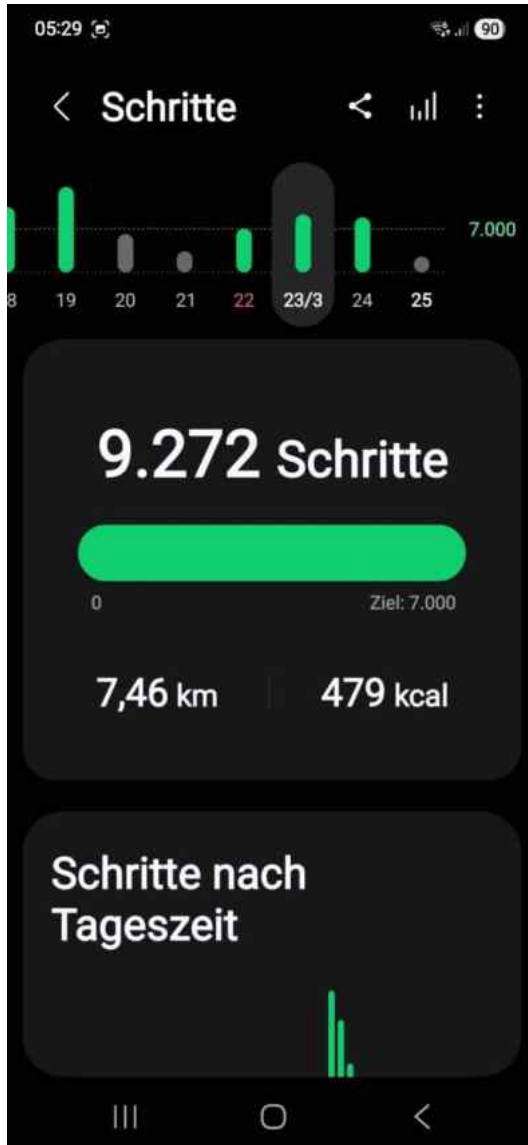 05:29 90
Schritte
7.000
8 19 20 21 22 23/3 24 25
9.272 Schritte
0 Ziel: 7.000
7,46 km 479 kcal
Schritte nach
Tageszeit